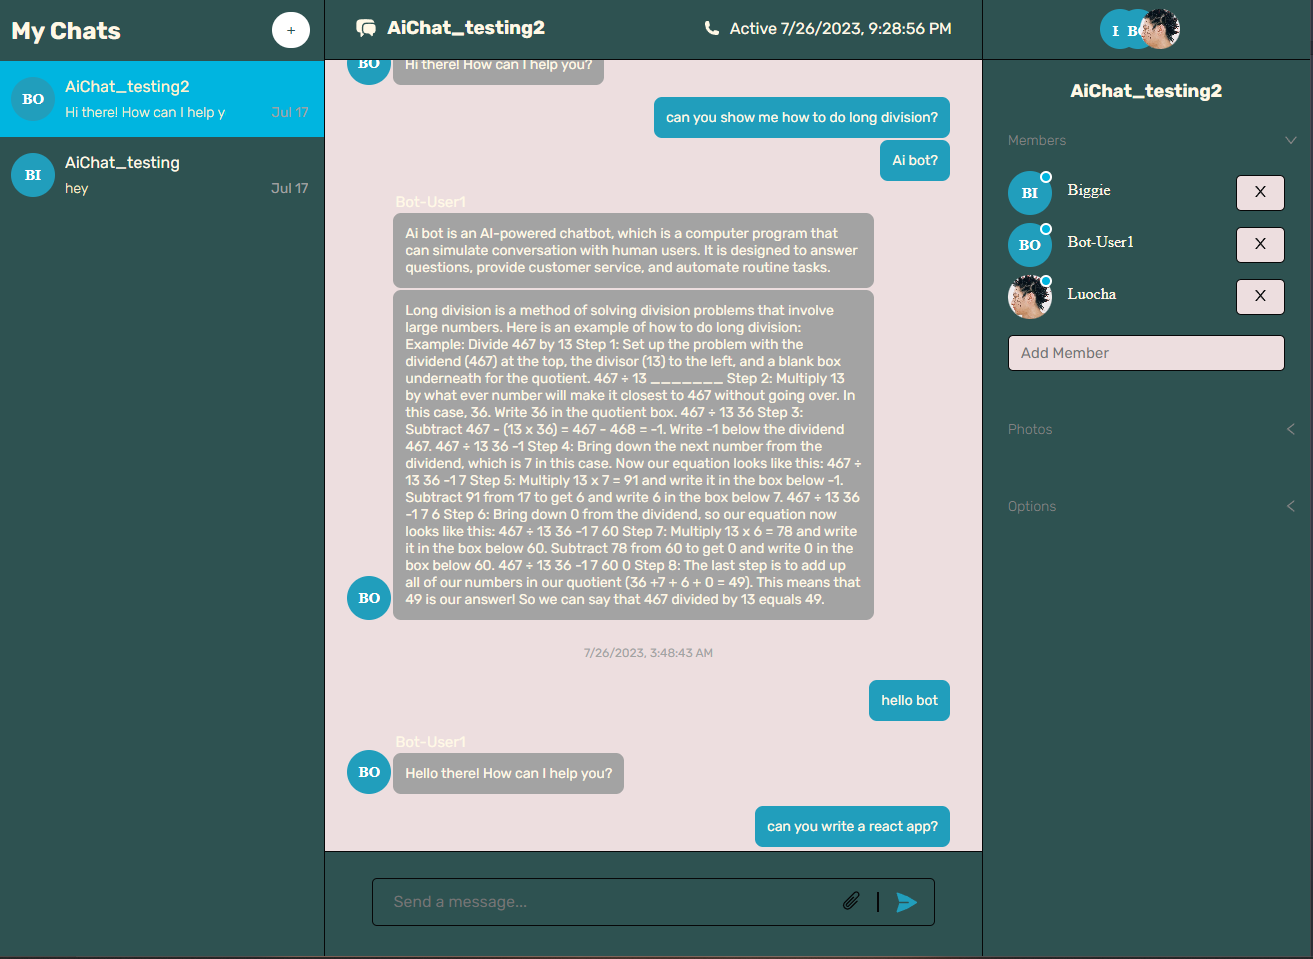 My Chats
+
BO
AiChat_testing2
Hi there! How can I help y
Jul 17
BI
AiChat_testing
hey
Jul 17
AiChat_testing2
Active 7/26/2023, 9:28:56 PM
BO
Hi there! How can I help you?
can you show me how to do long division?
Ai bot?
Bot-User1
Ai bot is an AI-powered chatbot, which is a computer program that
can simulate conversation with human users. It is designed to answer
questions, provide customer service, and automate routine tasks.
Long division is a method of solving division problems that involve
large numbers. Here is an example of how to do long division:
Example: Divide 467 by 13 Step 1: Set up the problem with the
dividend (467) at the top, the divisor (13) to the left, and a blank box
underneath for the quotient. 467 ÷ 13 _______ Step 2: Multiply 13
by what ever number will make it closest to 467 without going over. In
this case, 36. Write 36 in the quotient box. 467 ÷ 13 36 Step 3:
Subtract 467 - (13 x 36) = 467 - 468 = -1. Write -1 below the dividend
467. 467 ÷ 13 36 -1 Step 4: Bring down the next number from the
dividend, which is 7 in this case. Now our equation looks like this: 467 ÷
13 36 -1 7 Step 5: Multiply 13 x 7 = 91 and write it in the box below -1.
Subtract 91 from 17 to get 6 and write 6 in the box below 7. 467 ÷ 13 36
-1 7 6 Step 6: Bring down 0 from the dividend, so our equation now
looks like this: 467 ÷ 13 36 -1 7 60 Step 7: Multiply 13 x 6 = 78 and write
it in the box below 60. Subtract 78 from 60 to get 0 and write 0 in the
box below 60. 467 ÷ 13 36 -1 7 60 0 Step 8: The last step is to add up
all of our numbers in our quotient (36 +7 + 6 + 0 = 49). This means that
49 is our answer! So we can say that 467 divided by 13 equals 49.
BO
7/26/2023, 3:48:43 AM
hello bot
Bot-User1
BO
Hello there! How can I help you?
can you write a react app?
Send a message...
AiChat_testing2
Members
BI
Biggie
X
BO
Bot-User1
X
Luocha
X
Add Member
Photos
Options